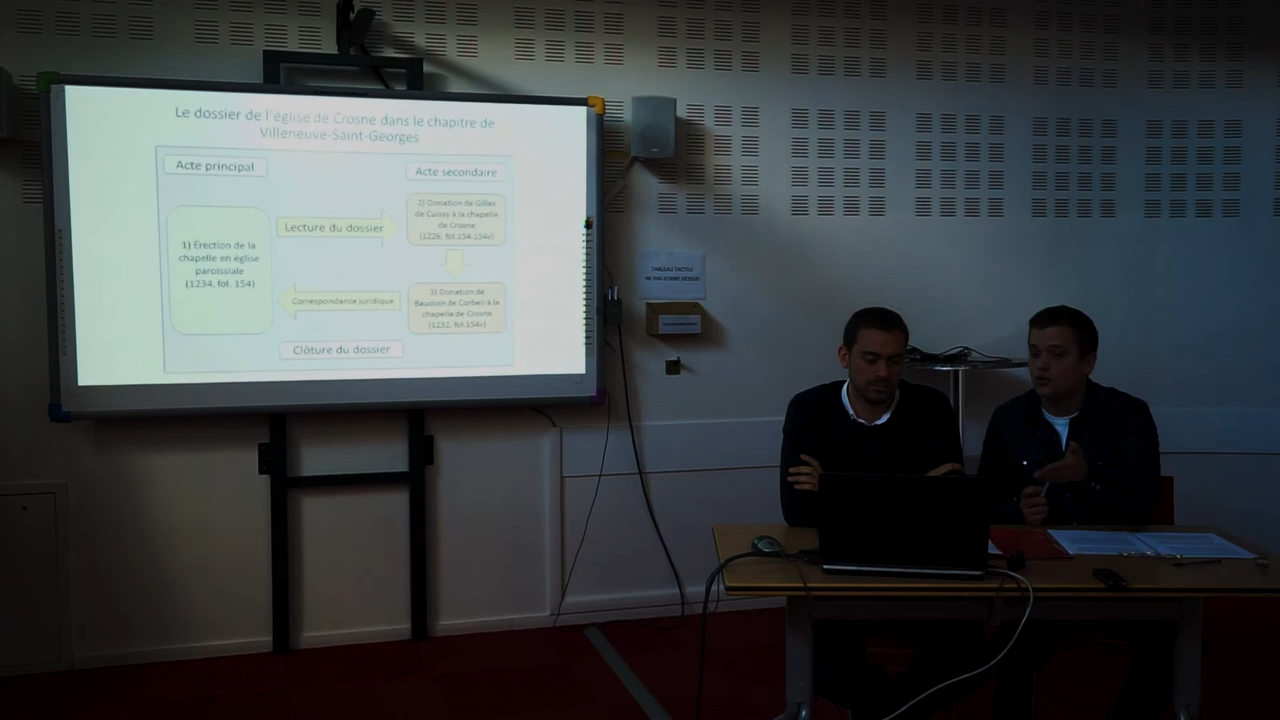 Le dossier de l'église de Crosne dans le chapitre de
Villeneuve-Saint-Georges
Acte principal
Acte secondaire
1) Érection de la
chapelle en église
paroissiale
(1234, fol. 154)
Lecture du dossier
2) Donation de Gilles
de Cuissy à la chapelle
de Crosne
(1226, fol.154-154v)
Correspondance juridique
3) Donation de
Baudoin de Corbeil à la
chapelle de Crosne
(1232, fol.154v)
Clôture du dossier
TABLEAU TACTILE
NE PAS ECRIRE DESSUS